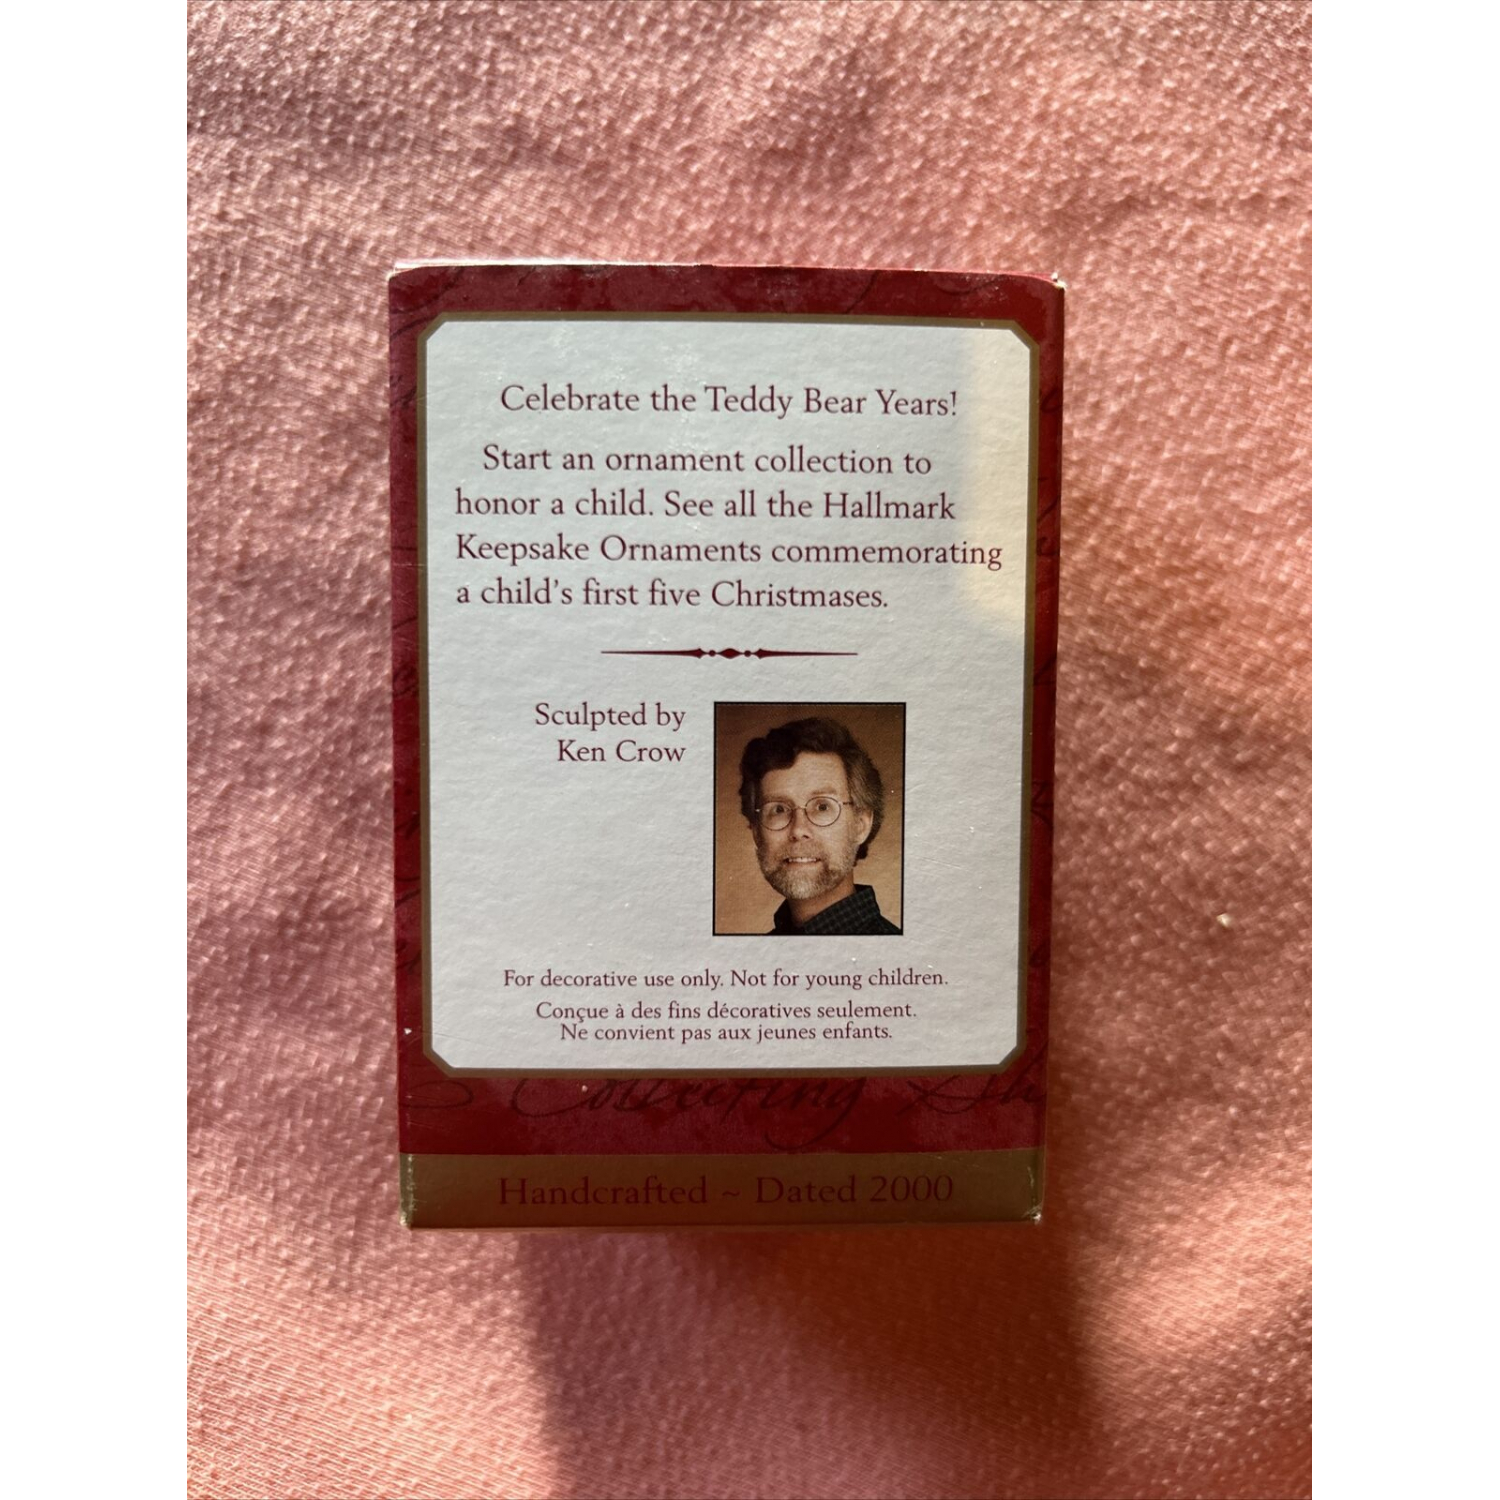 Celebrate the Teddy Bear Years!
Start an ornament collection to
honor a child. See all the Hallmark
Keepsake Ornaments commemorating
a child's first five Christmases.
Sculpted by
Ken Crow
For decorative use only. Not for young children.
Conçue à des fins décoratives seulement.
Ne convient pas aux jeunes enfants.
Collecting
Handcrafted ~ Dated 2000